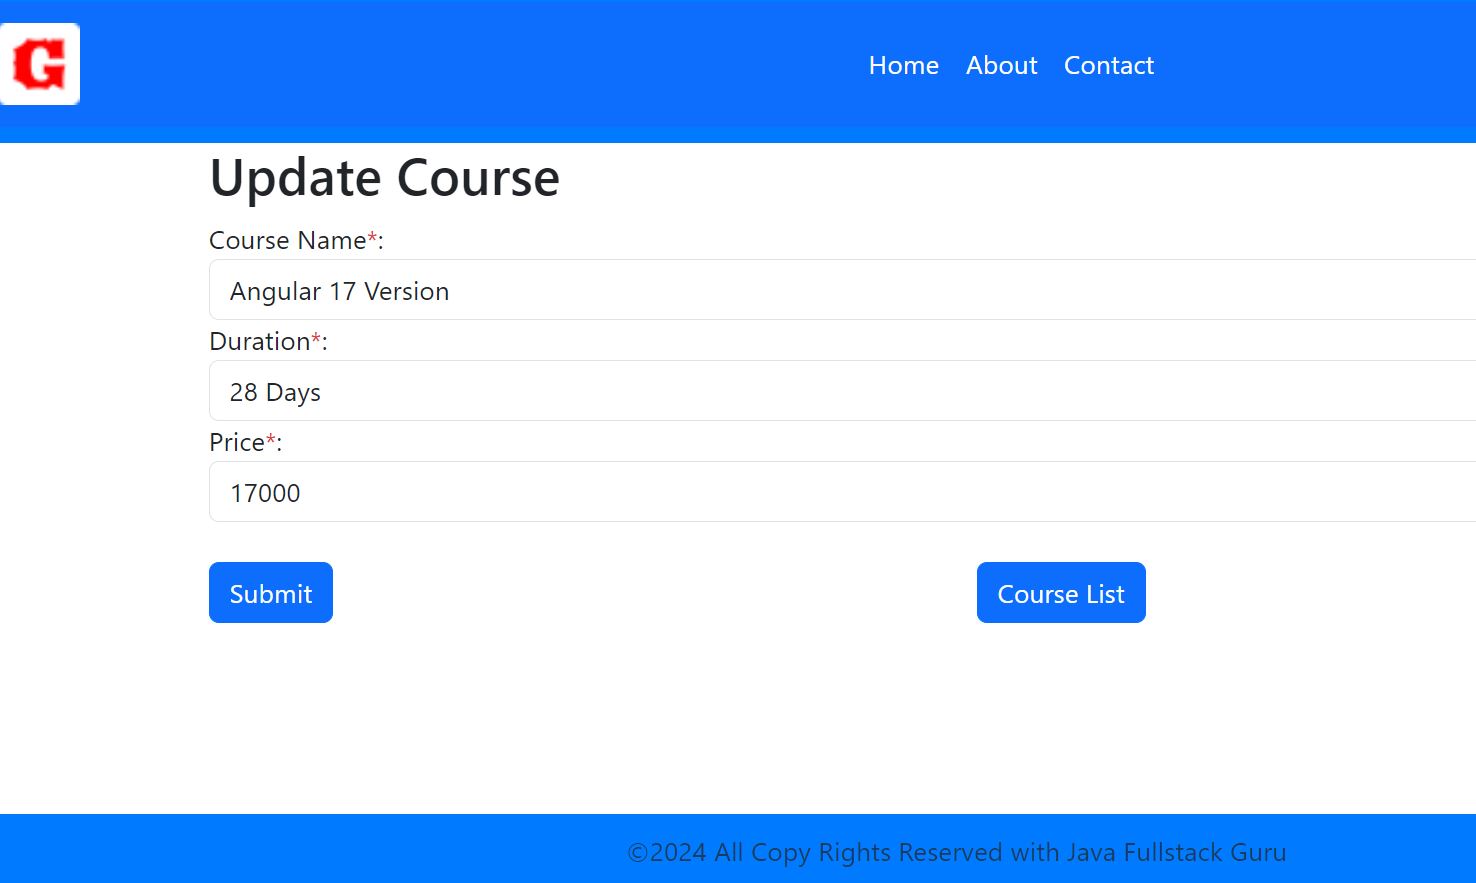 G
Home About Contact
Update Course
Course Name*:
Angular 17 Version
Duration*:
28 Days
Price*:
17000
Submit Course List
©2024 All Copy Rights Reserved with Java Fullstack Guru